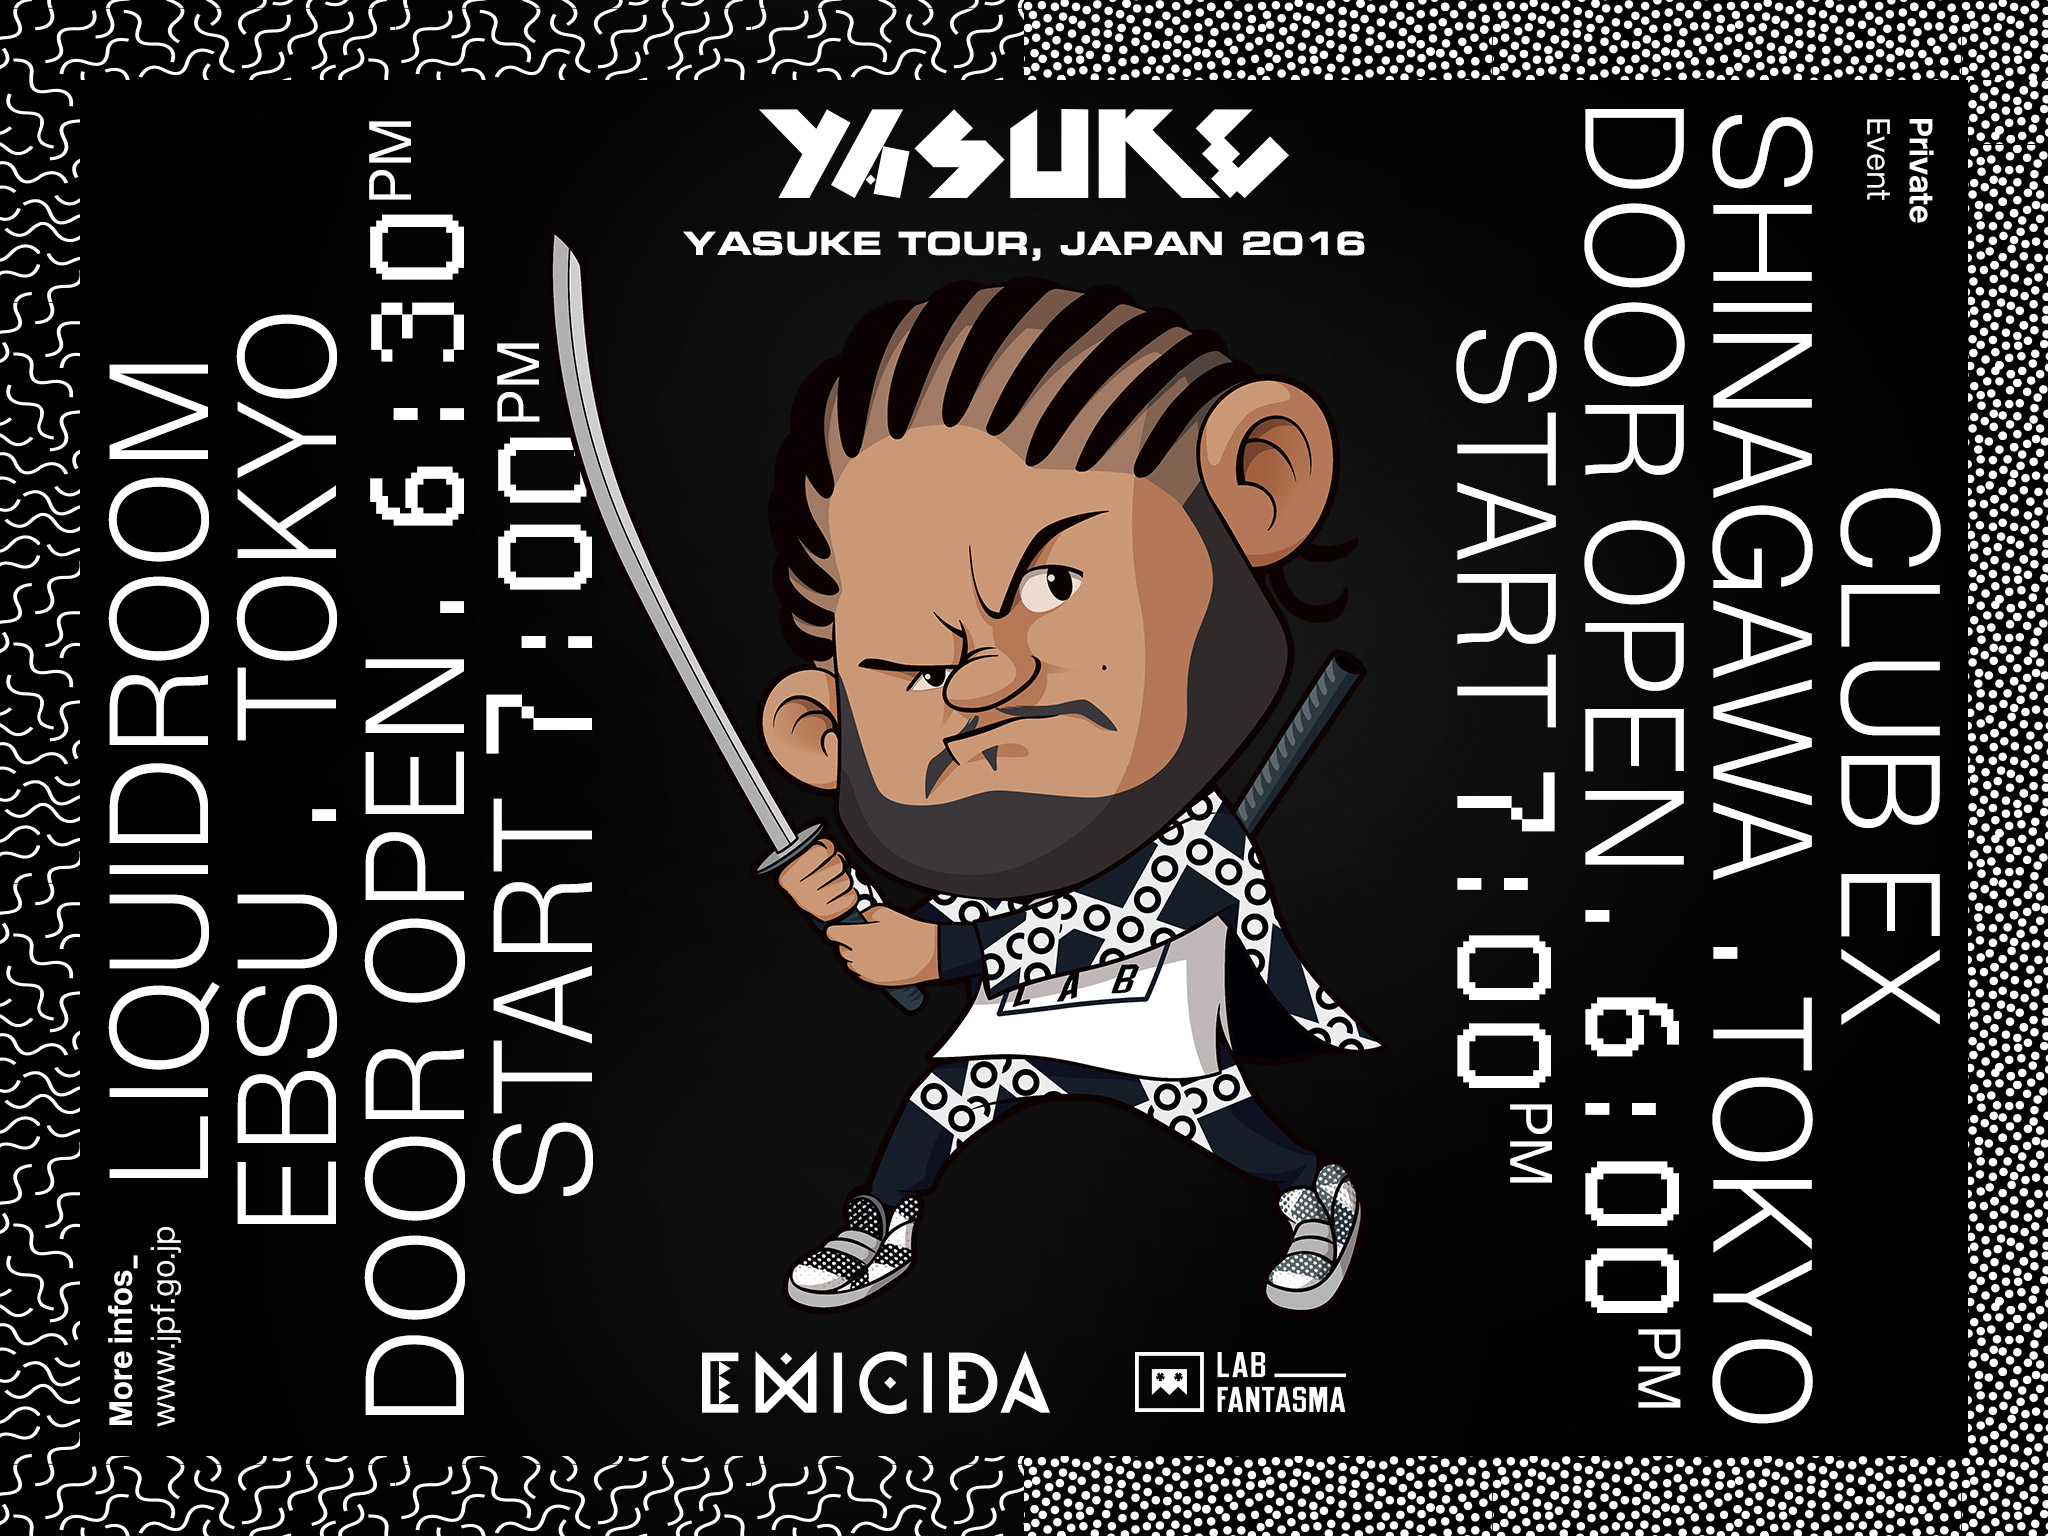 YASUKE
YASUKE TOUR, JAPAN 2016
LIQUIDROOM
EBSU . TOKYO
DOOR OPEN . 6:30PM
START 7:00PM
More infos_
www.jpf.go.jp
Private
Event
CLUB EX
SHINAGAWA . TOKYO
DOOR OPEN . 6:00PM
START 7:00PM
LAB
EMICIDA
LAB
FANTASMA